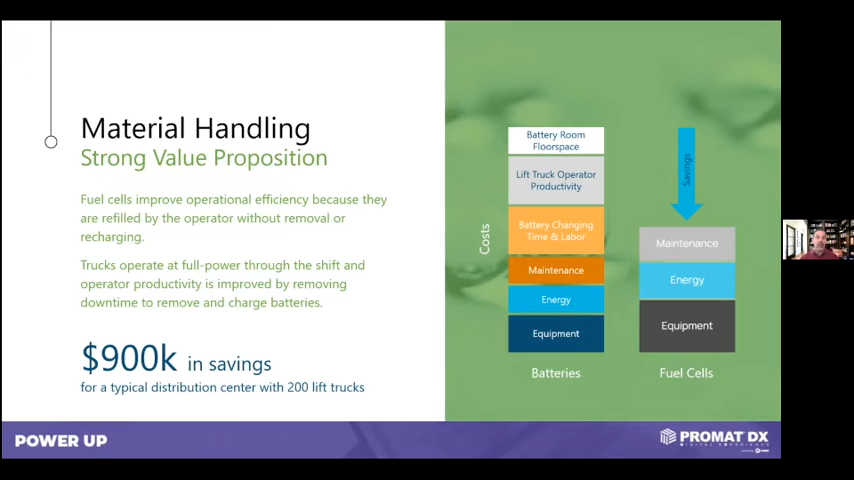 Material Handling
Strong Value Proposition
Fuel cells improve operational efficiency because they
are refilled by the operator without removal or
recharging.
Trucks operate at full-power through the shift and
operator productivity is improved by removing
downtime to remove and charge batteries.
$900k in savings
for a typical distribution center with 200 lift trucks
Costs
Battery Room
Floorspace
Lift Truck Operator
Productivity
Battery Changing
Time & Labor
Maintenance
Energy
Equipment
Batteries
Savings
Maintenance
Energy
Equipment
Fuel Cells
POWER UP
PROMAT DX
DIGITAL EXPERIENCE